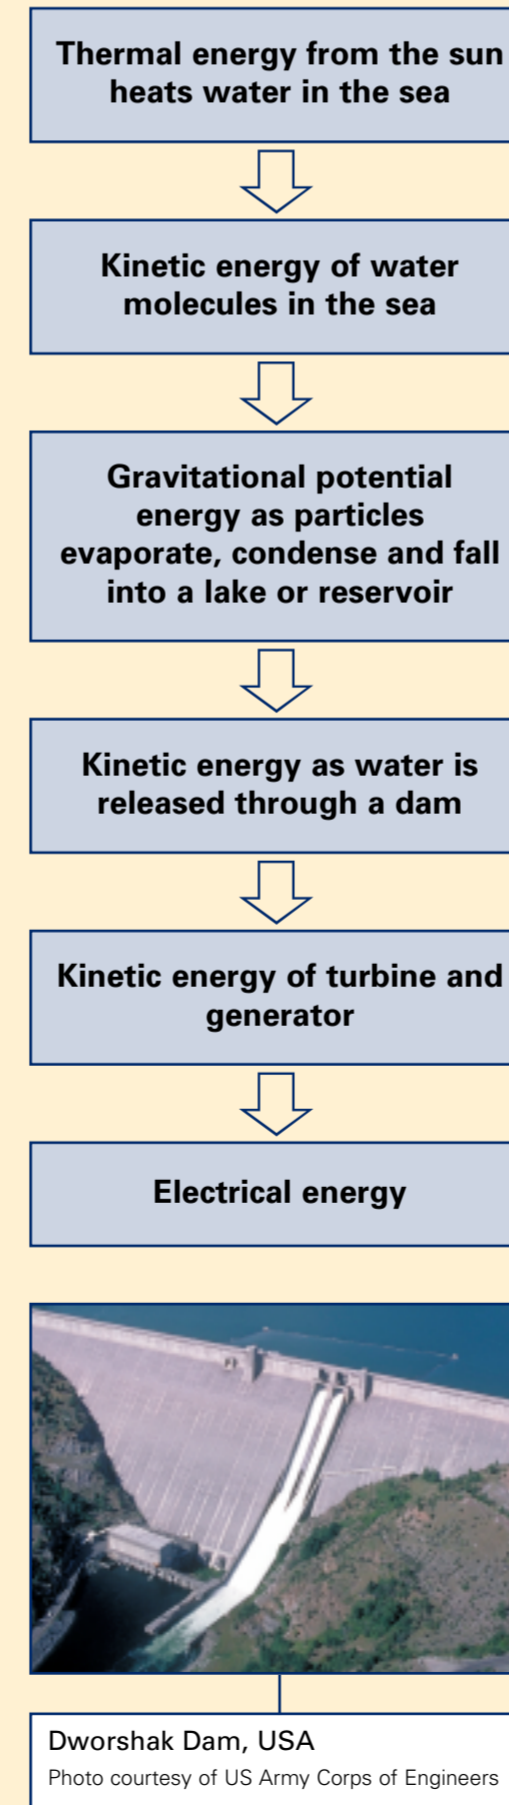 Thermal energy from the sun
heats water in the sea
Kinetic energy of water
molecules in the sea
Gravitational potential
energy as particles
evaporate, condense and fall
into a lake or reservoir
Kinetic energy as water is
released through a dam
Kinetic energy of turbine and
generator
Electrical energy
Dworshak Dam, USA
Photo courtesy of US Army Corps of Engineers